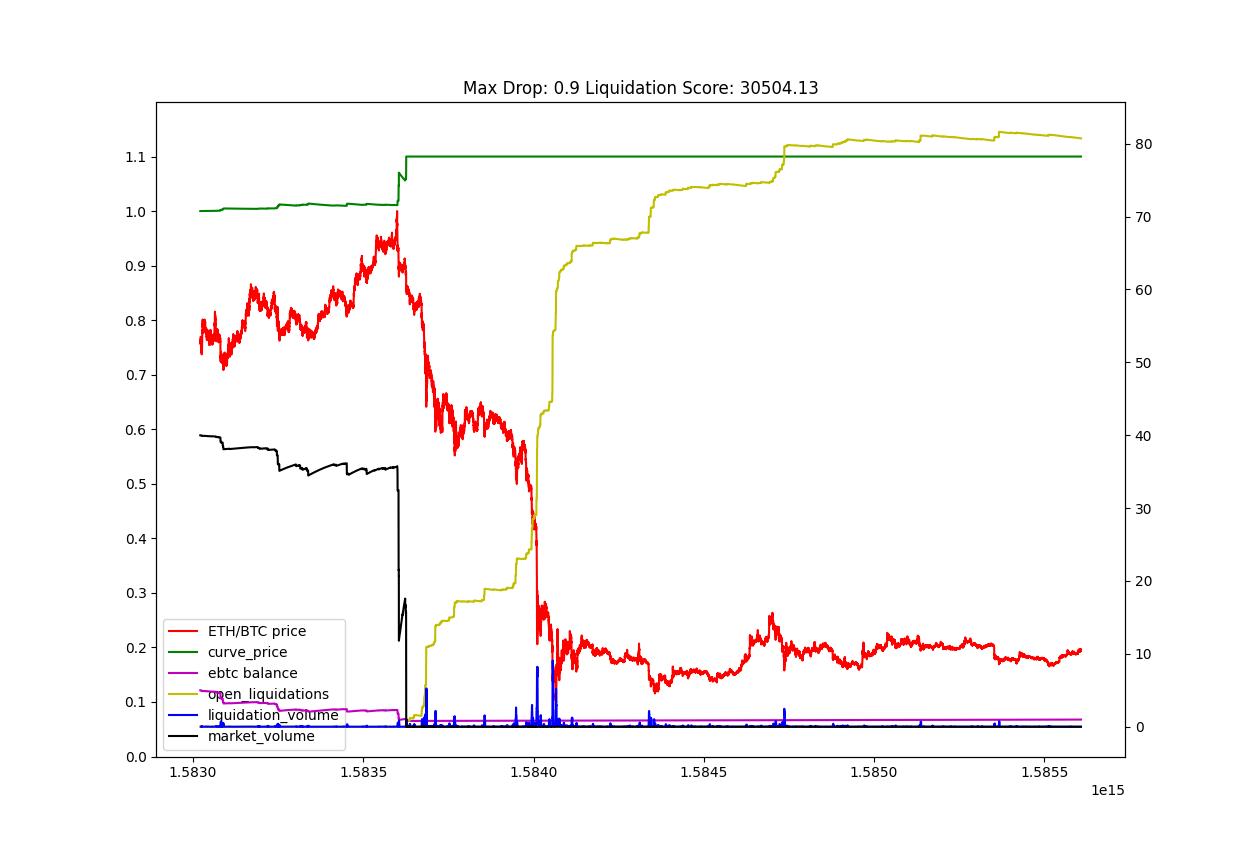 Max Drop: 0.9 Liquidation Score: 30504.13
1.1
1.0
0.9
0.8
0.7
0.6
0.5
0.4
0.3
0.2
0.1
0.0
80
70
60
50
40
30
20
10
0
ETH/BTC price
curve_price
ebtc balance
open_liquidations
liquidation_volume
market_volume
1.5830 1.5835 1.5840 1.5845 1.5850 1.5855
1e15